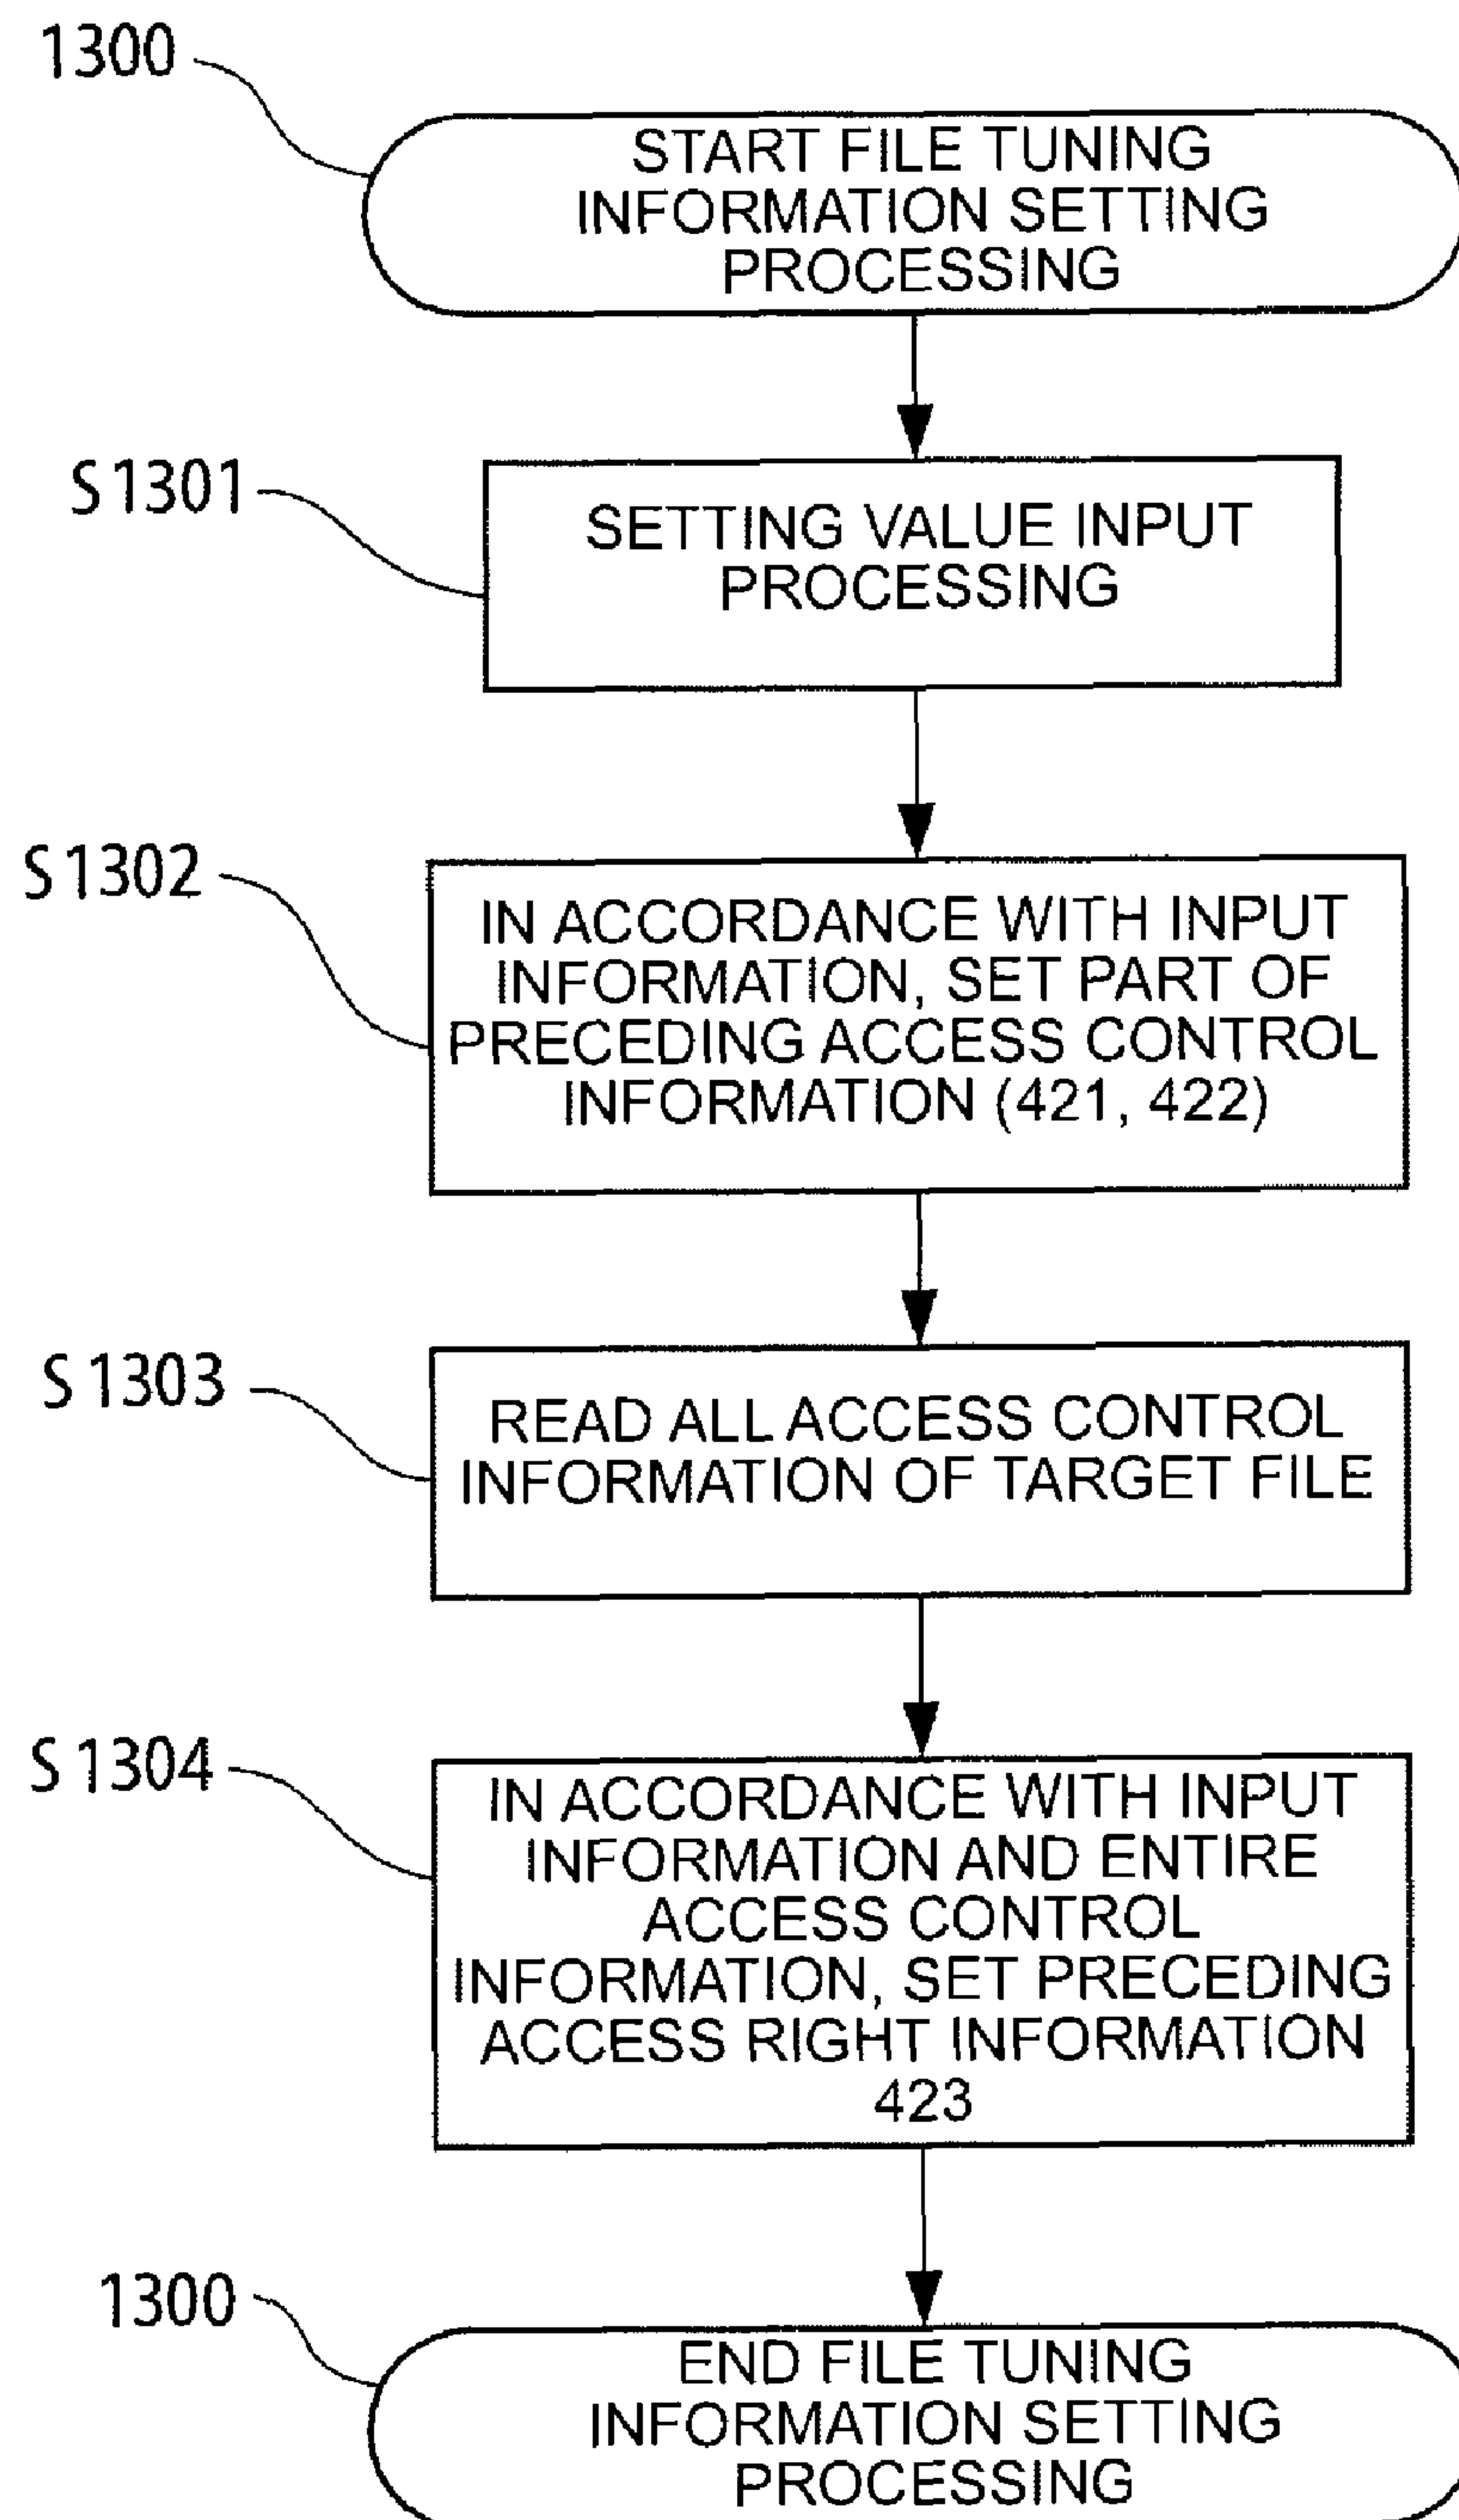 1300
START FILE TUNING
INFORMATION SETTING
PROCESSING
S1301
SETTING VALUE INPUT
PROCESSING
S1302
IN ACCORDANCE WITH INPUT
INFORMATION, SET PART OF
PRECEDING ACCESS CONTROL
INFORMATION (421, 422)
S1303
READ ALL ACCESS CONTROL
INFORMATION OF TARGET FILE
S1304
IN ACCORDANCE WITH INPUT
INFORMATION AND ENTIRE
ACCESS CONTROL
INFORMATION, SET PRECEDING
ACCESS RIGHT INFORMATION
423
1300
END FILE TUNING
INFORMATION SETTING
PROCESSING